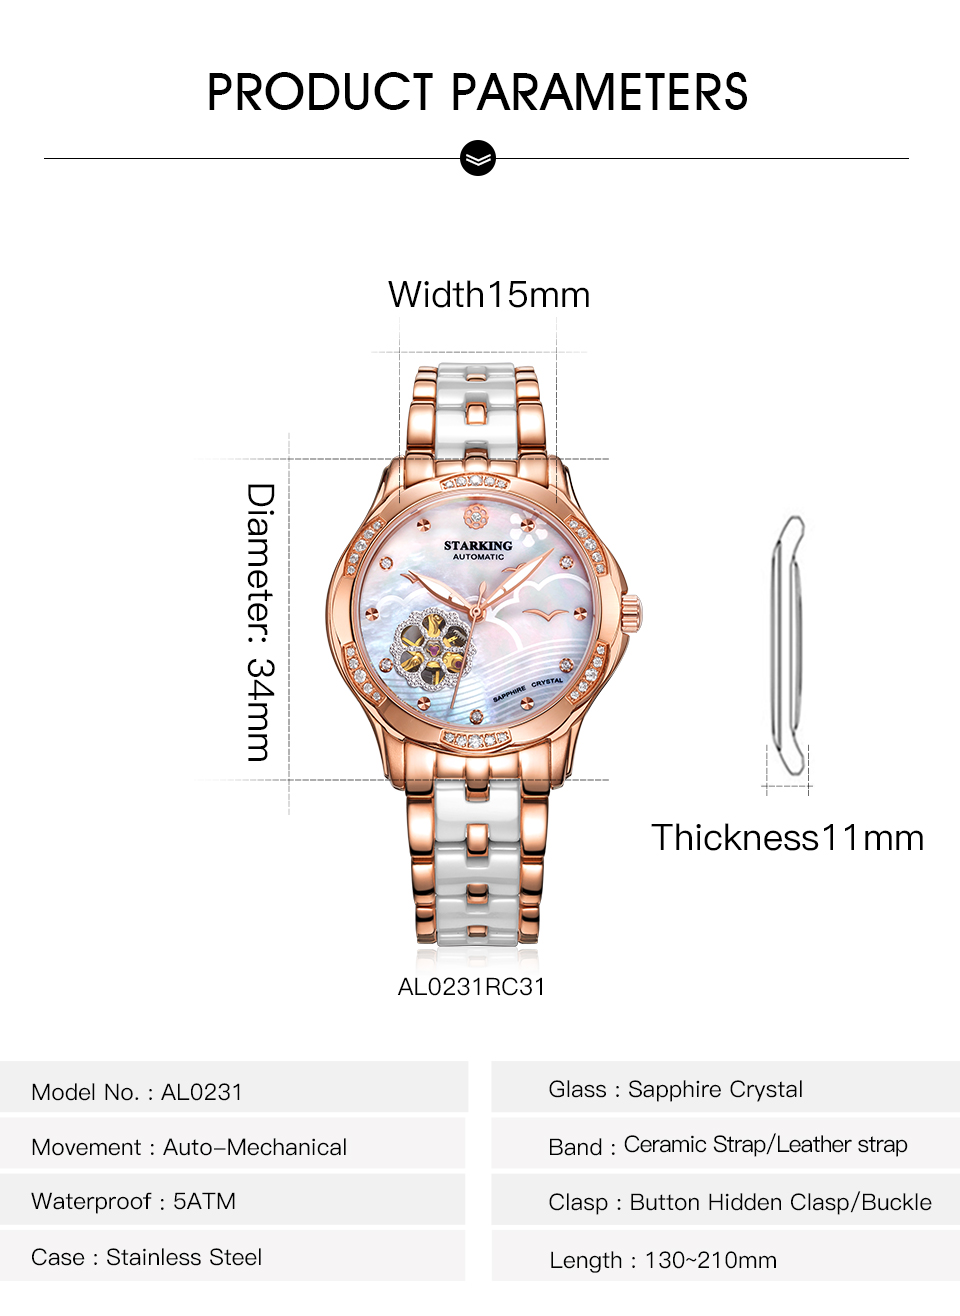 PRODUCT PARAMETERS
Width15mm
Diameter: 34mm
STARKING
AUTOMATIC
SAPPHIRE CRYSTAL
Thickness11mm
AL0231RC31
Model No. : AL0231
Glass : Sapphire Crystal
Movement : Auto-Mechanical
Band : Ceramic Strap/Leather strap
Waterproof : 5ATM
Clasp : Button Hidden Clasp/Buckle
Case : Stainless Steel
Length : 130~210mm